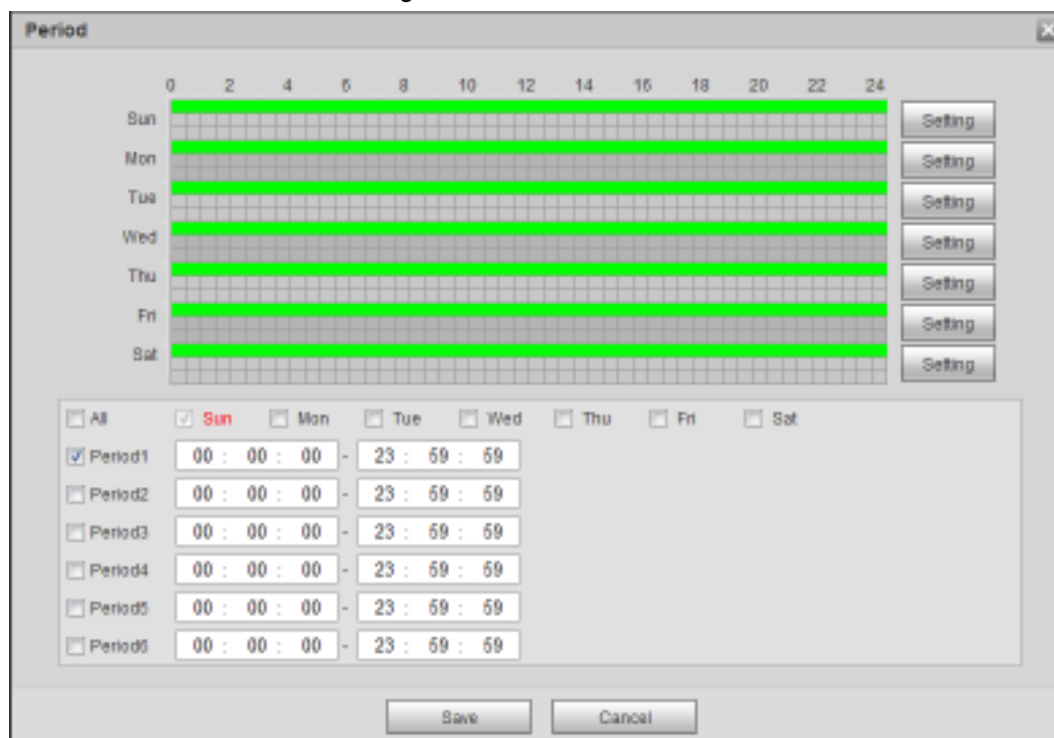 Period
0 2 4 6 8 10 12 14 16 18 20 22 24
Sun Setting
Mon Setting
Tue Setting
Wed Setting
Thu Setting
Fri Setting
Sat Setting
All Sun Mon Tue Wed Thu Fri Sat
Period1 00 : 00 : 00 - 23 : 59 : 59
Period2 00 : 00 : 00 - 23 : 59 : 59
Period3 00 : 00 : 00 - 23 : 59 : 59
Period4 00 : 00 : 00 - 23 : 59 : 59
Period5 00 : 00 : 00 - 23 : 59 : 59
Period6 00 : 00 : 00 - 23 : 59 : 59
Save Cancel